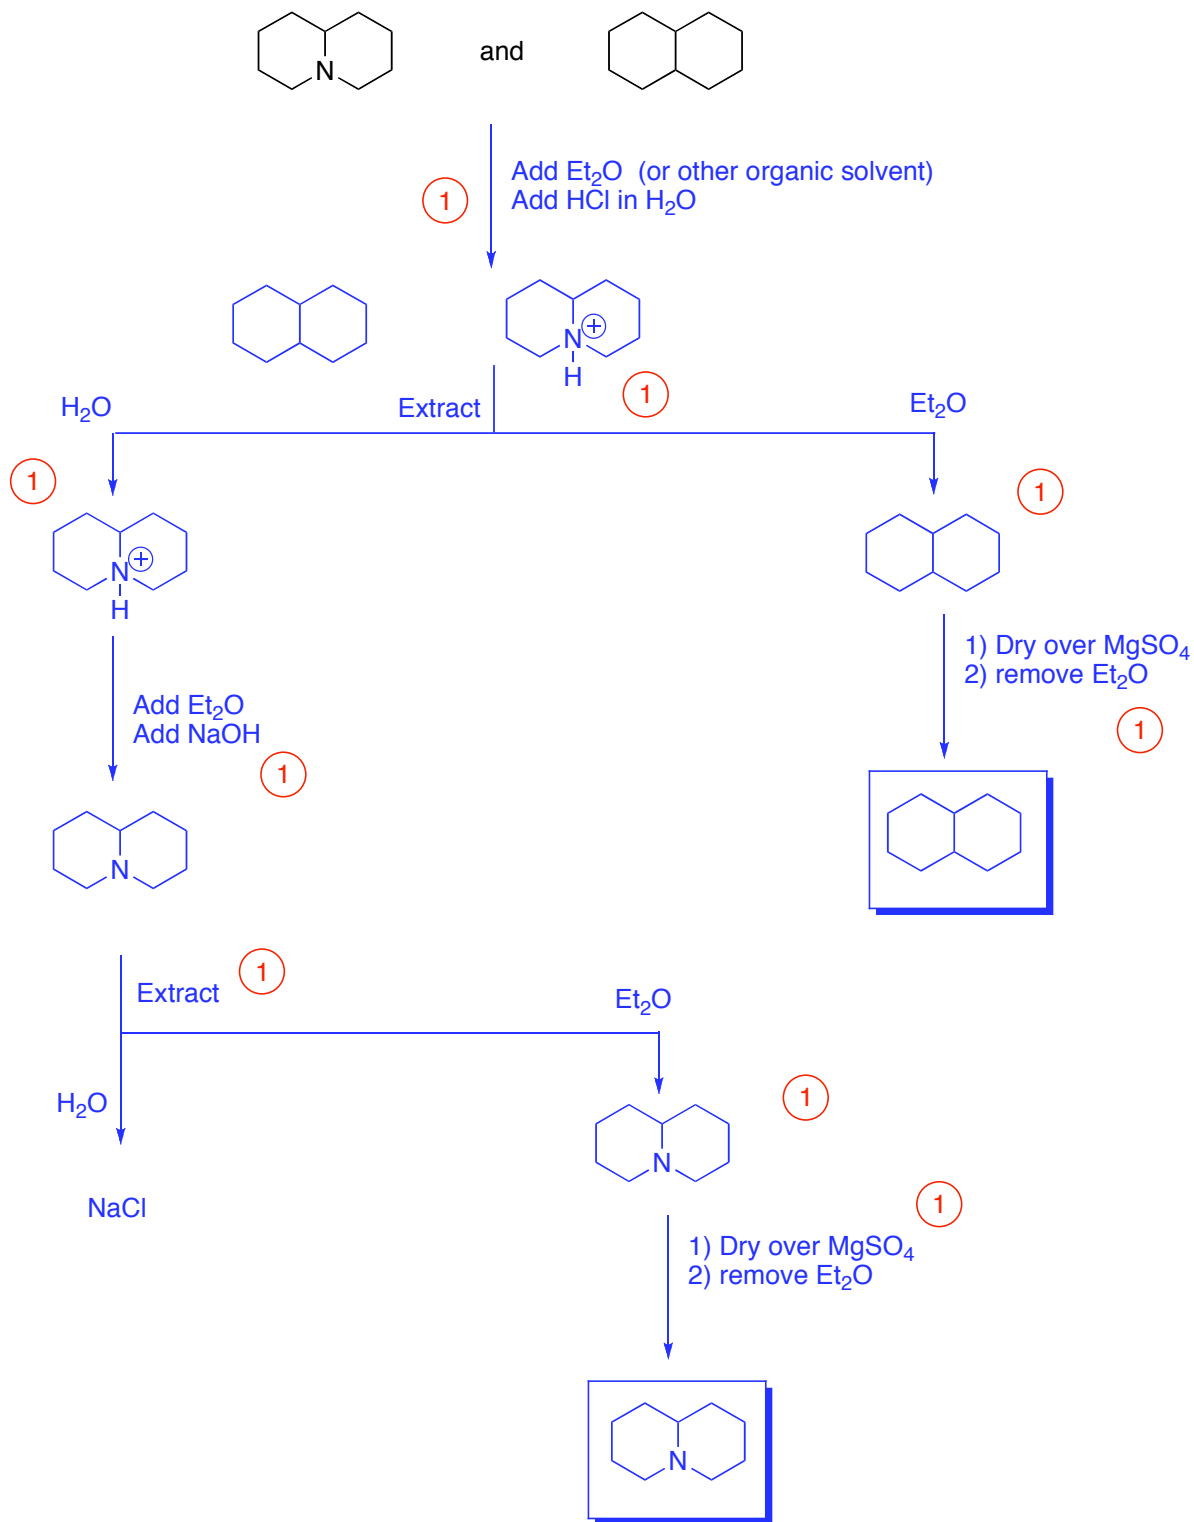 N
and
Add Et₂O (or other organic solvent)
Add HCl in H₂O
1
N
+
H
1
H₂O
Extract
Et₂O
1
1
N
+
H
1) Dry over MgSO₄
2) remove Et₂O
Add Et₂O
Add NaOH
1
1
N
1
Extract
Et₂O
H₂O
1
N
NaCl
1
1) Dry over MgSO₄
2) remove Et₂O
N